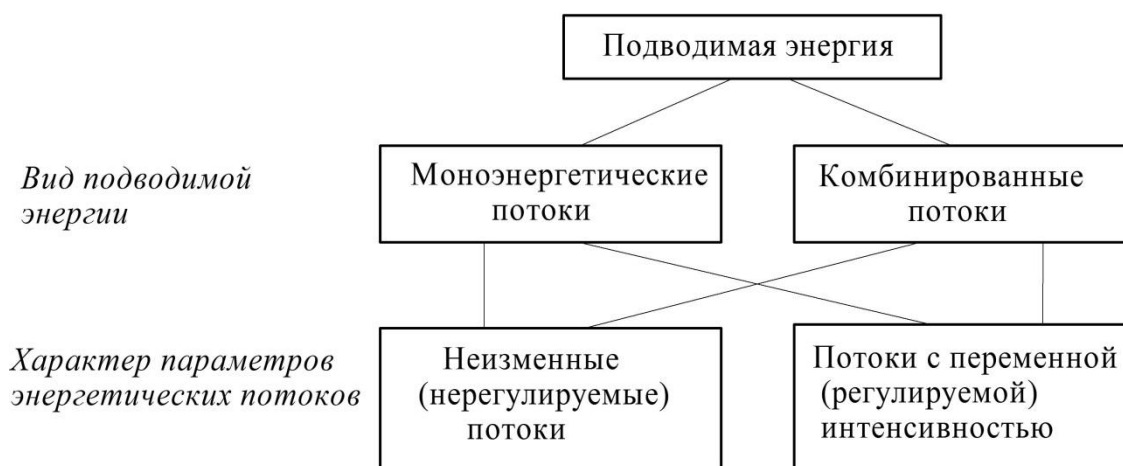 Подводимая энергия
Вид подводимой
энергии
Моноэнергетические
потоки
Комбинированные
потоки
Характер параметров
энергетических потоков
Неизменные
(нерегулируемые)
потоки
Потоки с переменной
(регулируемой)
интенсивностью